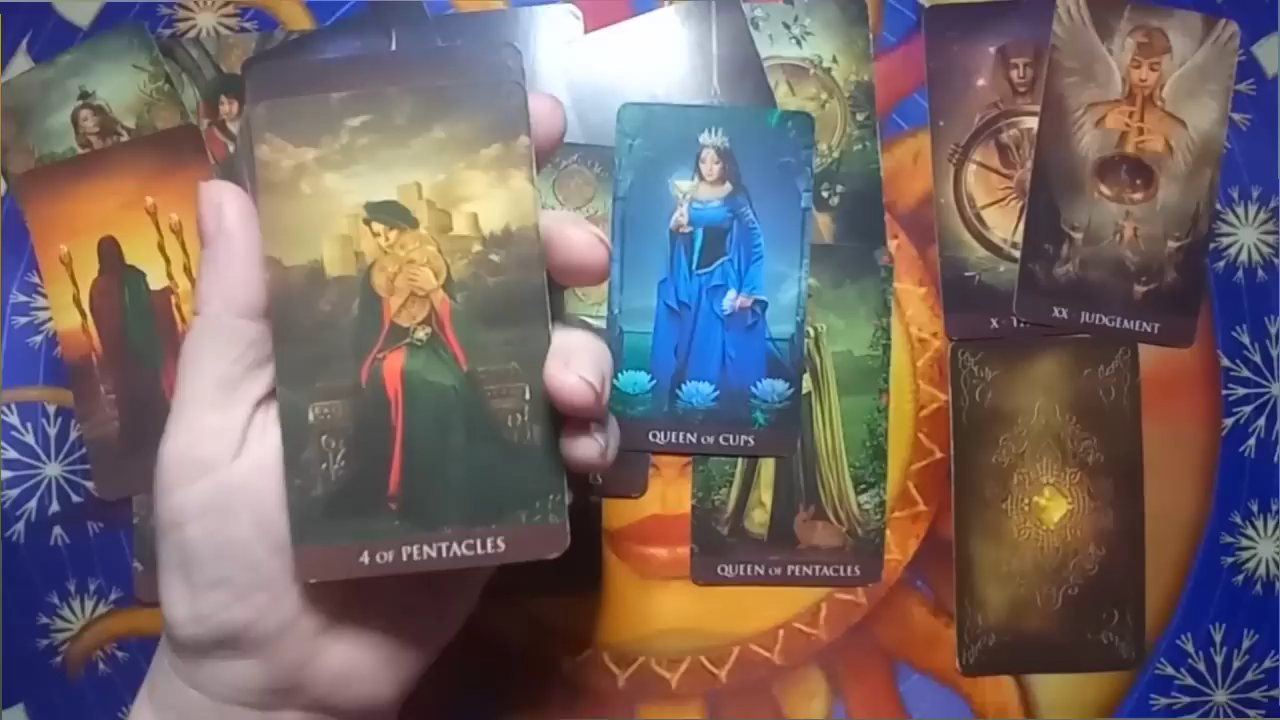 4 OF PENTACLES
QUEEN OF CUPS
QUEEN OF PENTACLES
X
XX JUDGEMENT